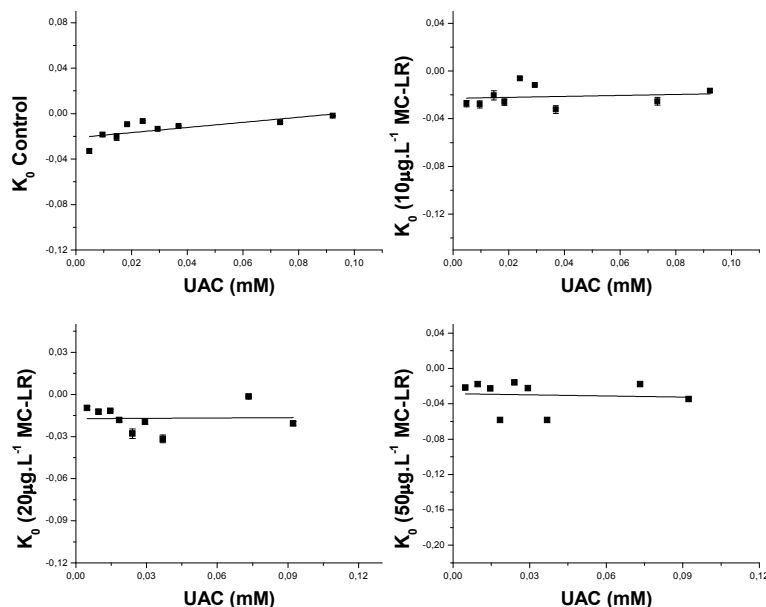 0,08
0,04
0,00
-0,04
-0,08
-0,12
K0 Control
0,00 0,02 0,04 0,06 0,08 0,10
UAC (mM)
0,04
0,00
-0,04
-0,08
-0,12
K0 (10µg.L-1 MC-LR)
0,00 0,02 0,04 0,06 0,08 0,10
UAC (mM)
0,03
0,00
-0,03
-0,06
-0,09
-0,12
K0 (20µg.L-1 MC-LR)
0,00 0,03 0,06 0,09 0,12
UAC (mM)
0,04
0,00
-0,04
-0,08
-0,12
-0,16
-0,20
K0 (50µg.L-1 MC-LR)
0,00 0,03 0,06 0,09 0,12
UAC (mM)